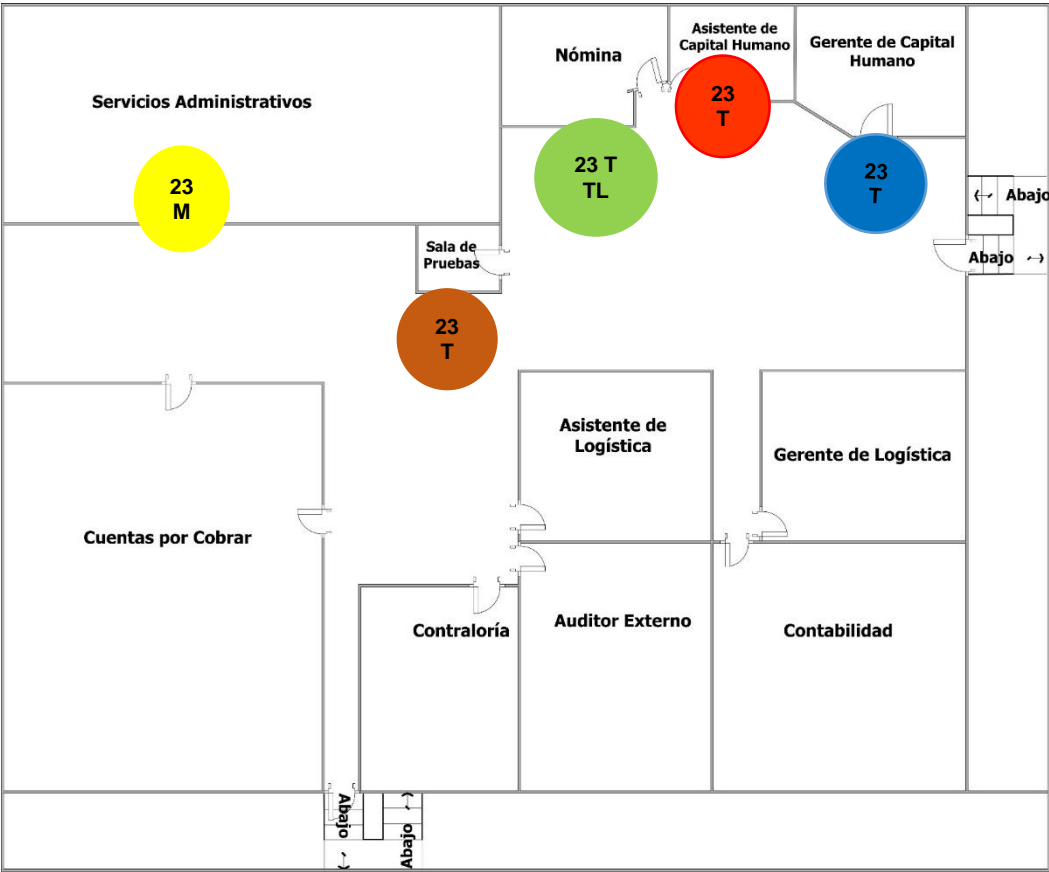 Asistente de
Capital Humano
Gerente de Capital
Humano
Nómina
Servicios Administrativos
23
T
23 T
TL
23
T
23
M
Abajo
Sala de
Pruebas
Abajo
23
T
Asistente de
Logística
Gerente de Logística
Cuentas por Cobrar
Contraloría
Auditor Externo
Contabilidad
Abajo
Abajo